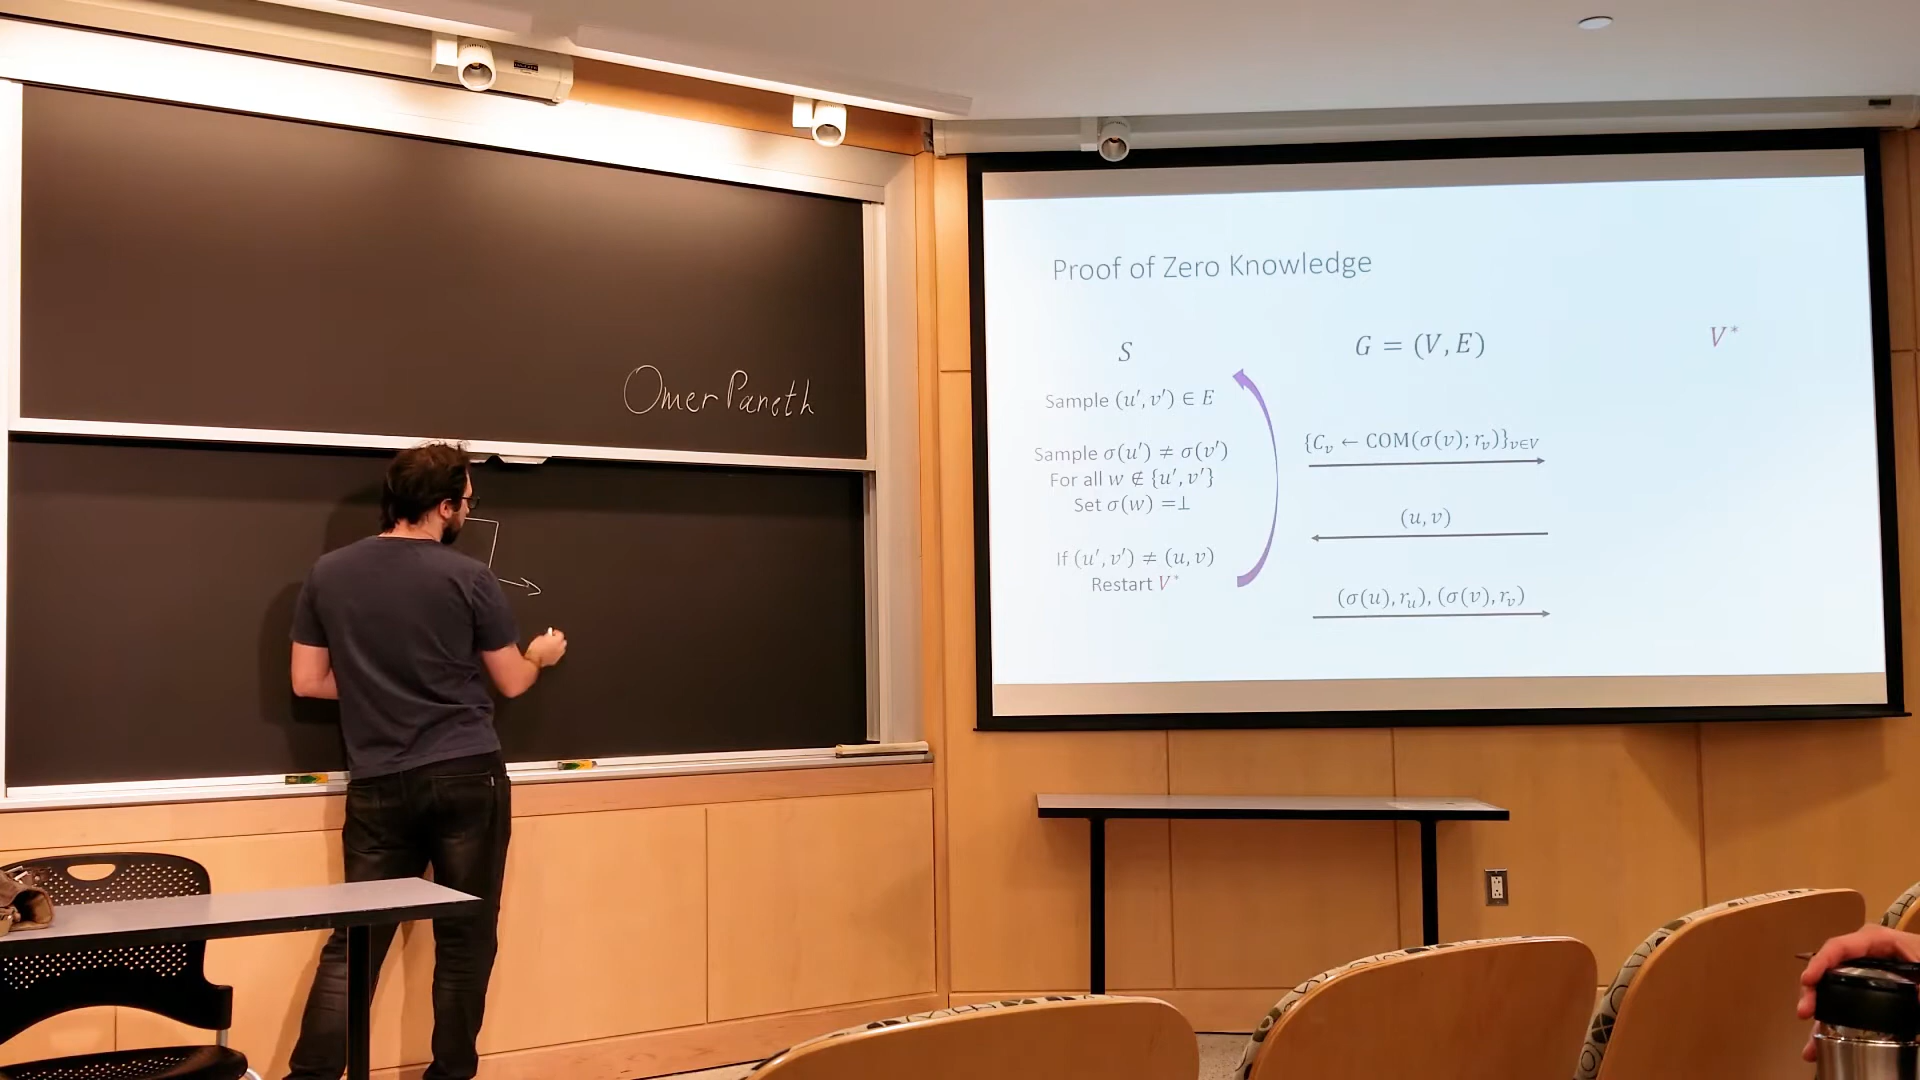 Omer Paneth
Proof of Zero Knowledge
S
G = (V, E)
V*
Sample (u′, v′) ∈ E
Sample σ(u′) ≠ σ(v′)
For all w ∉ {u′, v′}
Set σ(w) =⊥
If (u′, v′) ≠ (u, v)
Restart V*
{C_v ← COM(σ(v); r_v)}_{v∈V}
(u, v)
(σ(u), r_u), (σ(v), r_v)